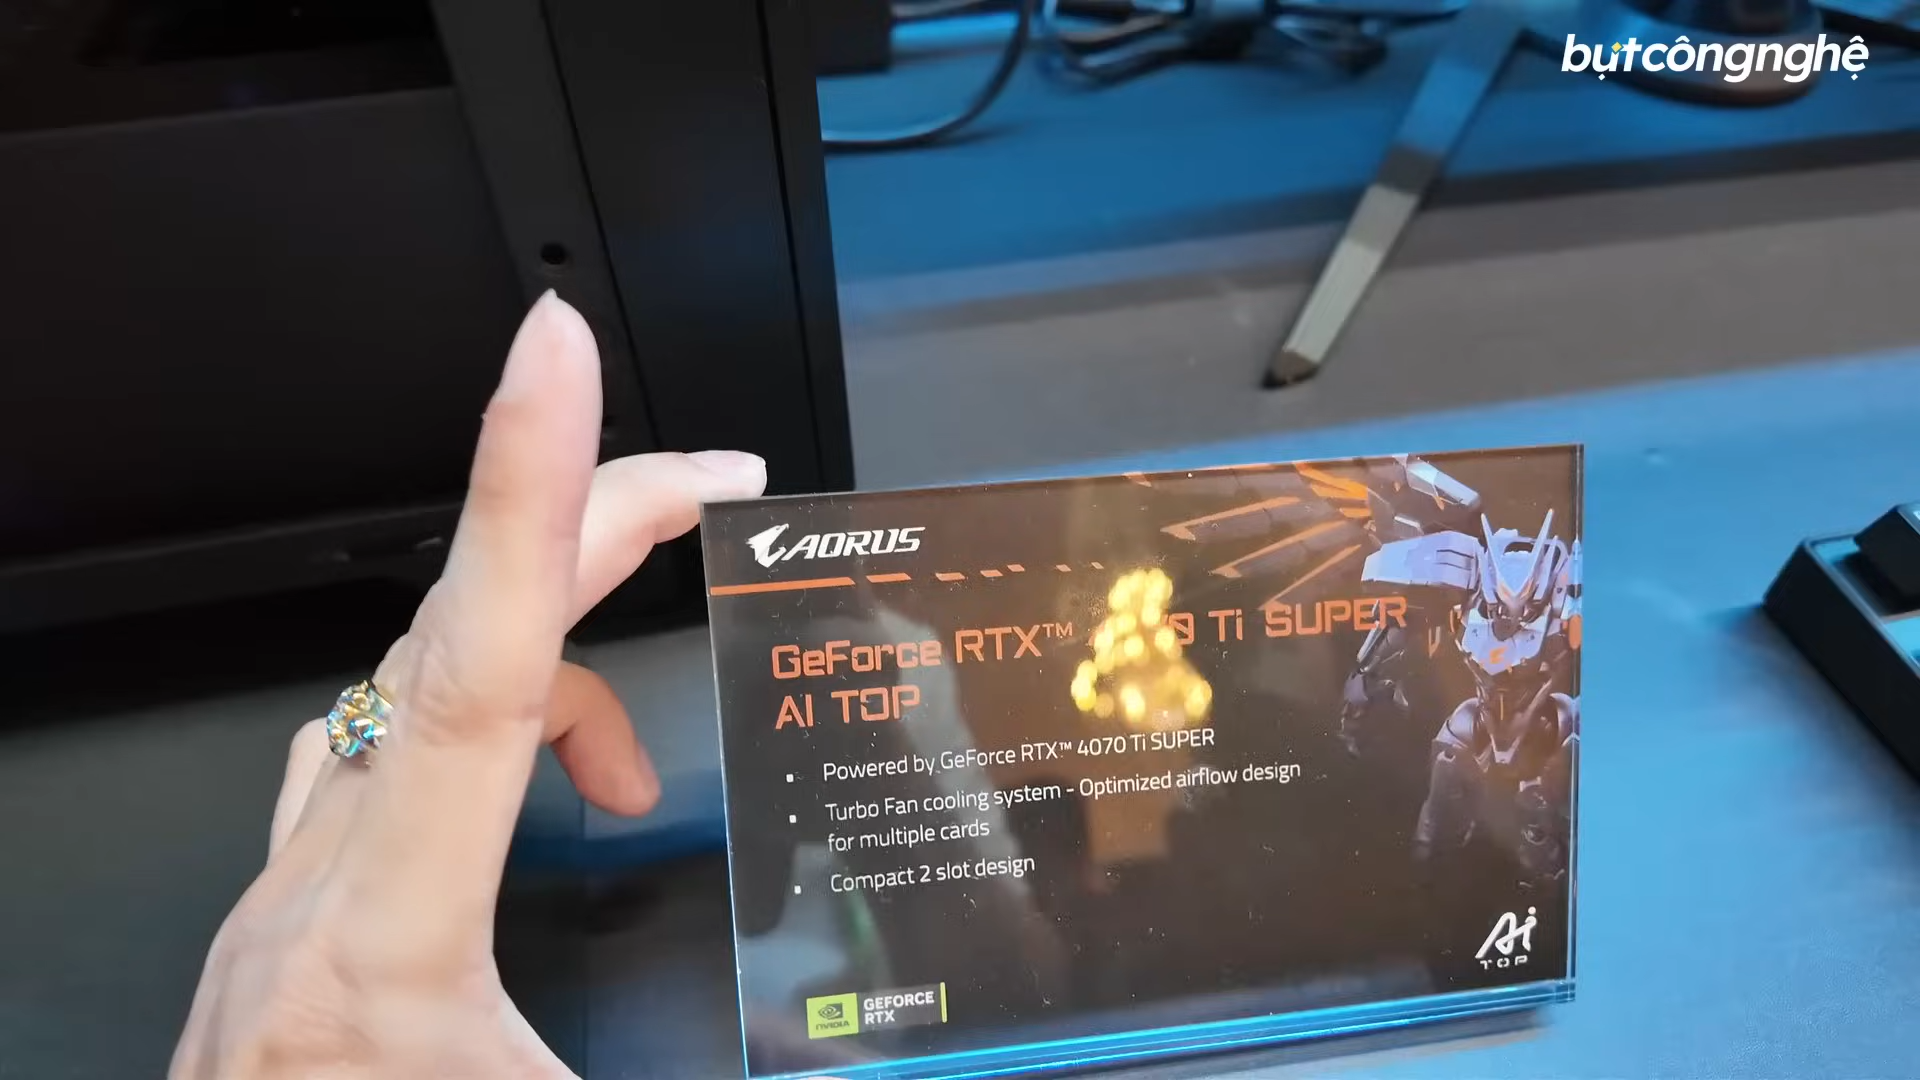 bụtcôngnghệ
AORUS
GeForce RTX™ Ti SUPER
AI TOP
Powered by GeForce RTX™ 4070 Ti SUPER
Turbo Fan cooling system - Optimized airflow design
for multiple cards
Compact 2 slot design
Ai
TOP
NVIDIA
GEFORCE
RTX